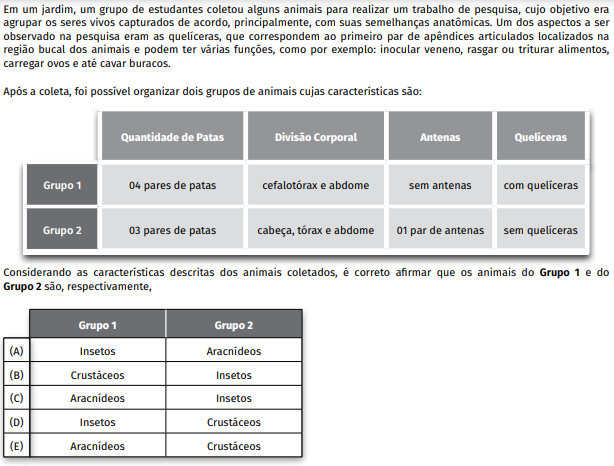 Em um jardim, um grupo de estudantes coletou alguns animais para realizar um trabalho de pesquisa, cujo objetivo era
agrupar os seres vivos capturados de acordo, principalmente, com suas semelhanças anatômicas. Um dos aspectos a ser
observado na pesquisa eram as quelíceras, que correspondem ao primeiro par de apêndices articulados localizados na
região bucal dos animais e podem ter várias funções, como por exemplo: inocular veneno, rasgar ou triturar alimentos,
carregar ovos e até cavar buracos.
Após a coleta, foi possível organizar dois grupos de animais cujas características são:
Quantidade de Patas Divisão Corporal Antenas Quelíceras
Grupo 1 04 pares de patas cefalotórax e abdome sem antenas com quelíceras
Grupo 2 03 pares de patas cabeça, tórax e abdome 01 par de antenas sem quelíceras
Considerando as características descritas dos animais coletados, é correto afirmar que os animais do Grupo 1 e do
Grupo 2 são, respectivamente,
Grupo 1 Grupo 2
(A) Insetos Aracnídeos
(B) Crustáceos Insetos
(C) Aracnídeos Insetos
(D) Insetos Crustáceos
(E) Aracnídeos Crustáceos